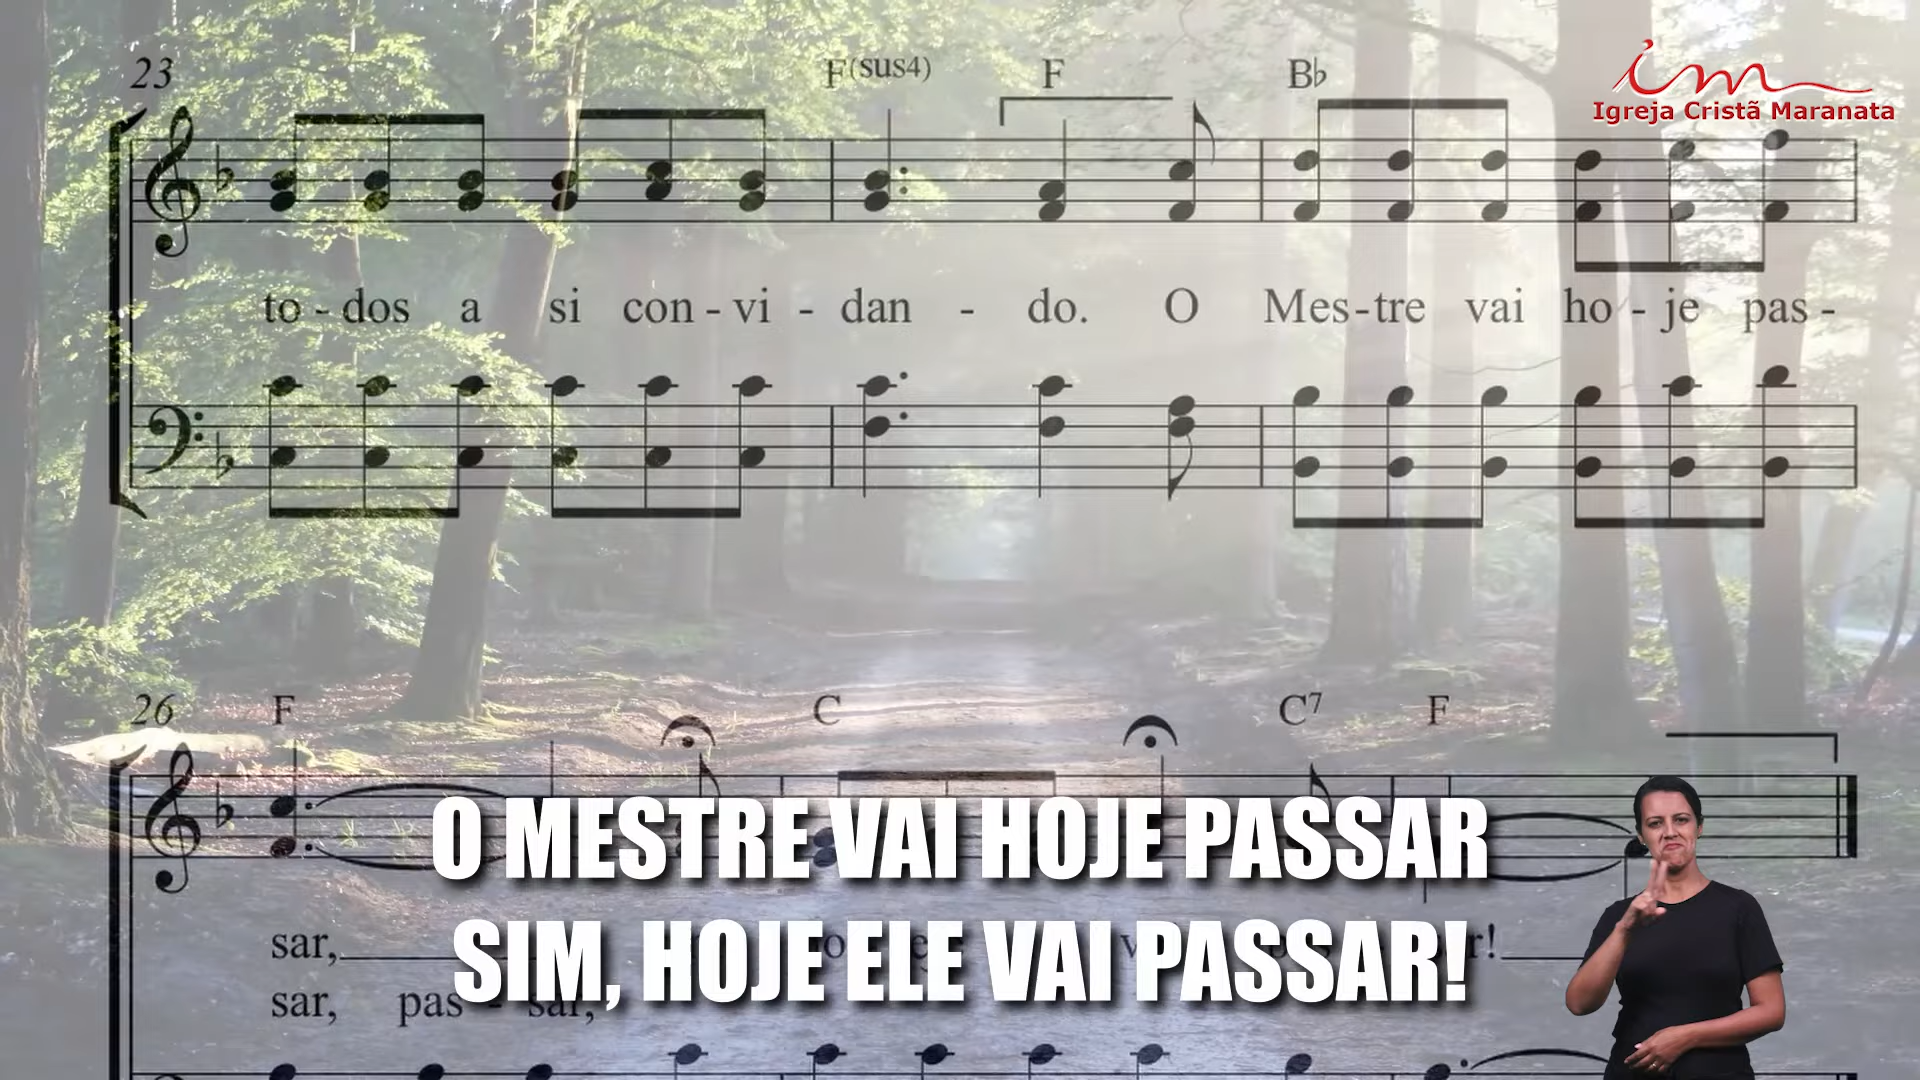 23 F(sus4) F B♭
Igreja Cristã Maranata
to - dos a si con - vi - dan - do. O Mes - tre vai ho - je pas -
26 F C C7 F
O MESTRE VAI HOJE PASSAR
sar,
SIM, HOJE ELE VAI PASSAR!
sar, pas - sar,